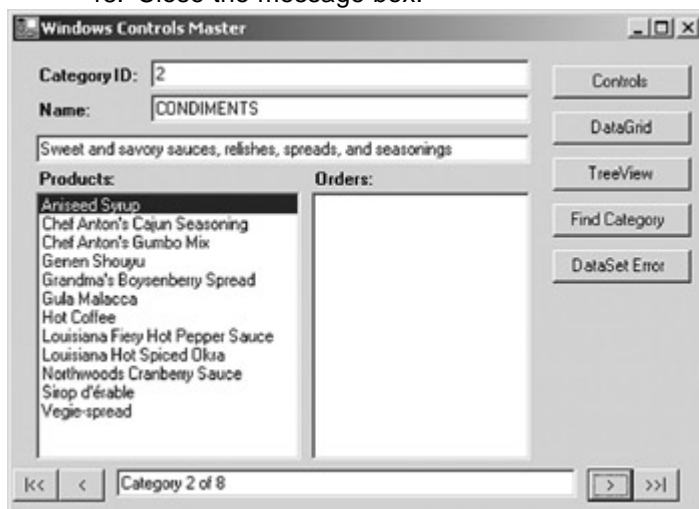 Windows Control Master
Category ID: 2
Name: CONDIMENTS
Sweet and savory sauces, relishes, spreads, and seasonings
Products:
Orders:
Aniseed Syrup
Chef Anton's Cajun Seasoning
Chef Anton's Gumbo Mix
Genen Shouyu
Grandma's Boysenberry Spread
Gula Malacca
Hot Coffee
Louisiana Fiery Hot Pepper Sauce
Louisiana Hot Spiced Okra
Northwoods Cranberry Sauce
Sirop d'érable
Vegie-spread
Controls
DataGrid
TreeView
Find Category
DataSet Error
|<<
<
Category 2 of 8
>
>>|